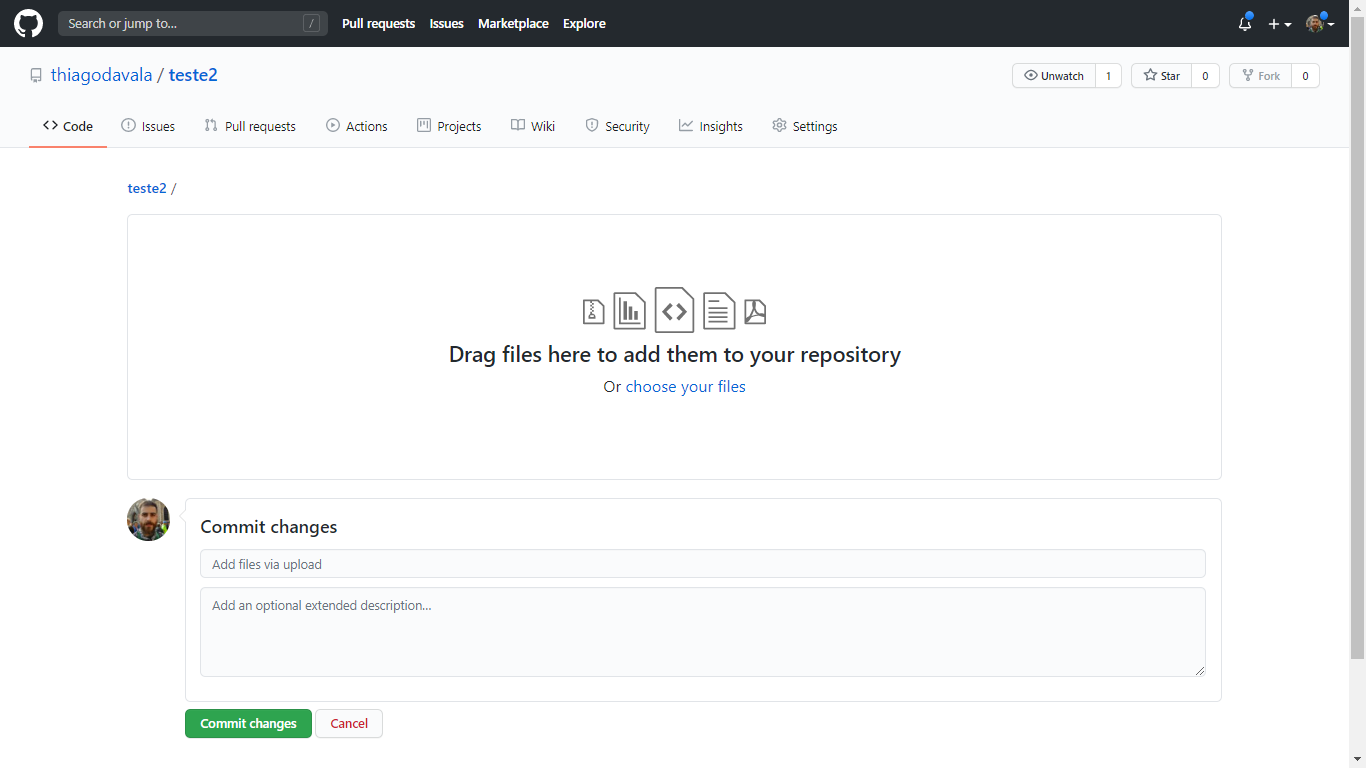 Search or jump to... /
Pull requests Issues Marketplace Explore
thiagodavala / teste2
Unwatch 1 Star 0 Fork 0
Code Issues Pull requests Actions Projects Wiki Security Insights Settings
teste2 /
Drag files here to add them to your repository
Or choose your files
Commit changes
Add files via upload
Add an optional extended description...
Commit changes Cancel